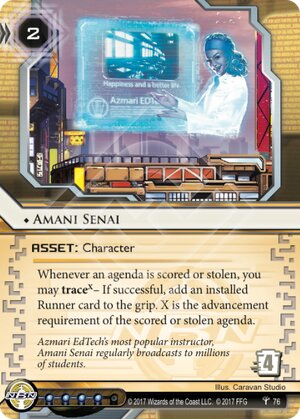 2
Happiness and a better life.
Azmari EdT
AMANI SENAI
ASSET: Character
Whenever an agenda is scored or stolen, you
may traceX– If successful, add an installed
Runner card to the grip. X is the advancement
requirement of the scored or stolen agenda.
Azmari EdTech's most popular instructor,
Amani Senai regularly broadcasts to millions
of students.
4
Illus. Caravan Studio
NBN
© 2017 Wizards of the Coast LLC. © 2017 FFG
76